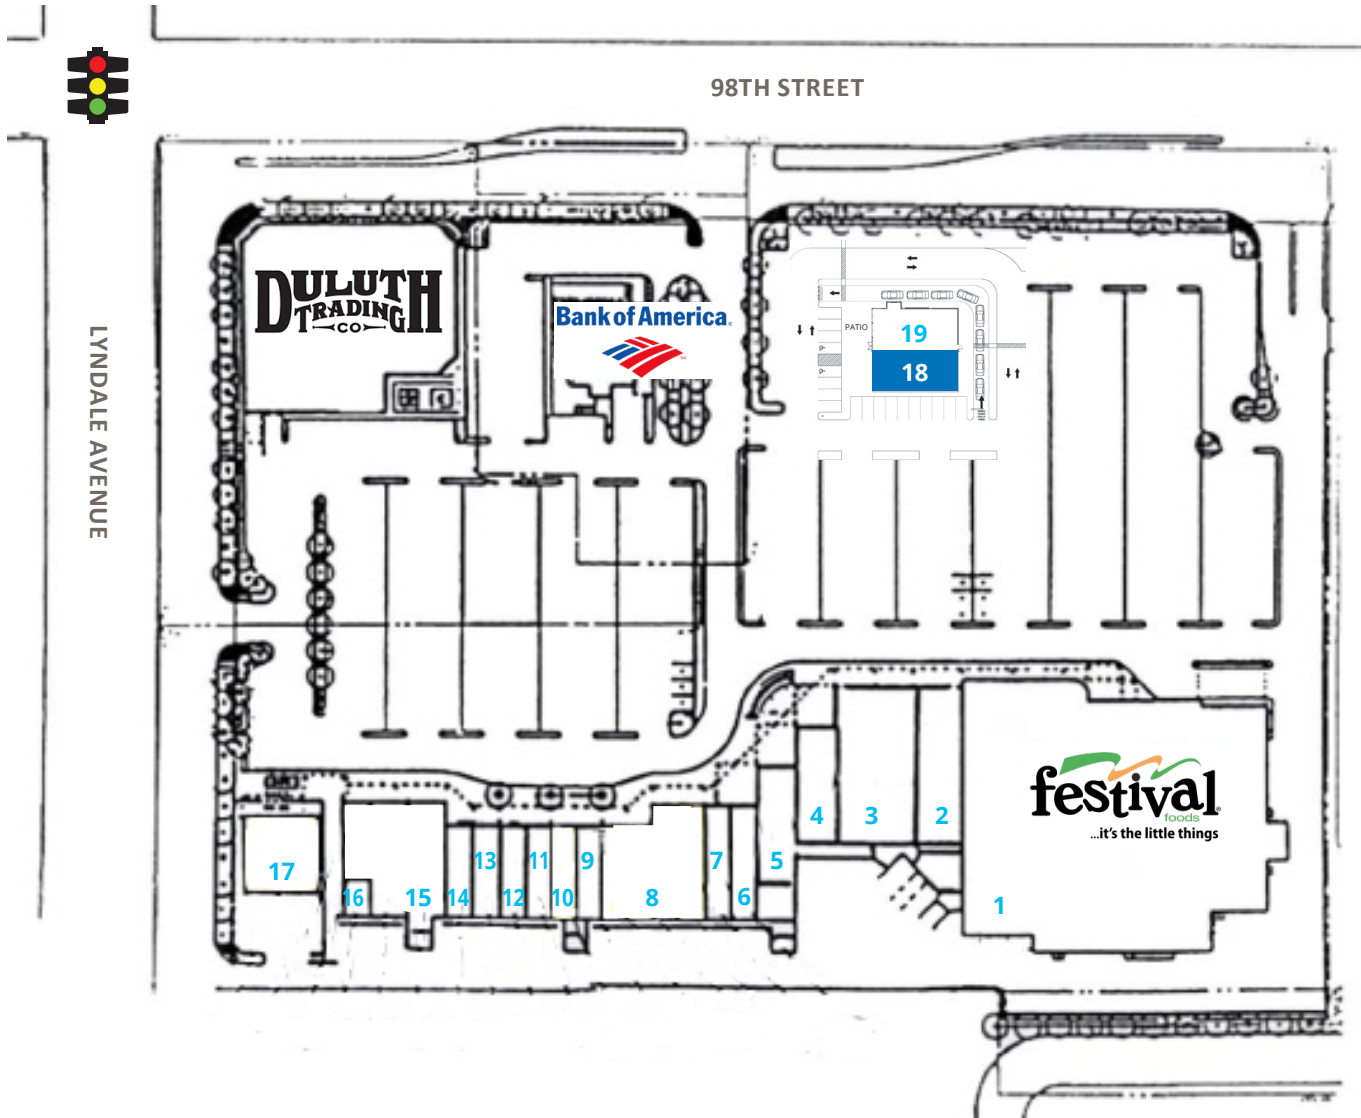 98TH STREET
LYNDALE AVENUE
DULUTH
TRADING
CO
Bank of America.
PATIO
19
18
festival
foods
...it's the little things
4
3
2
17
16
15
14
13
12
11
10
9
8
7
6
5
1